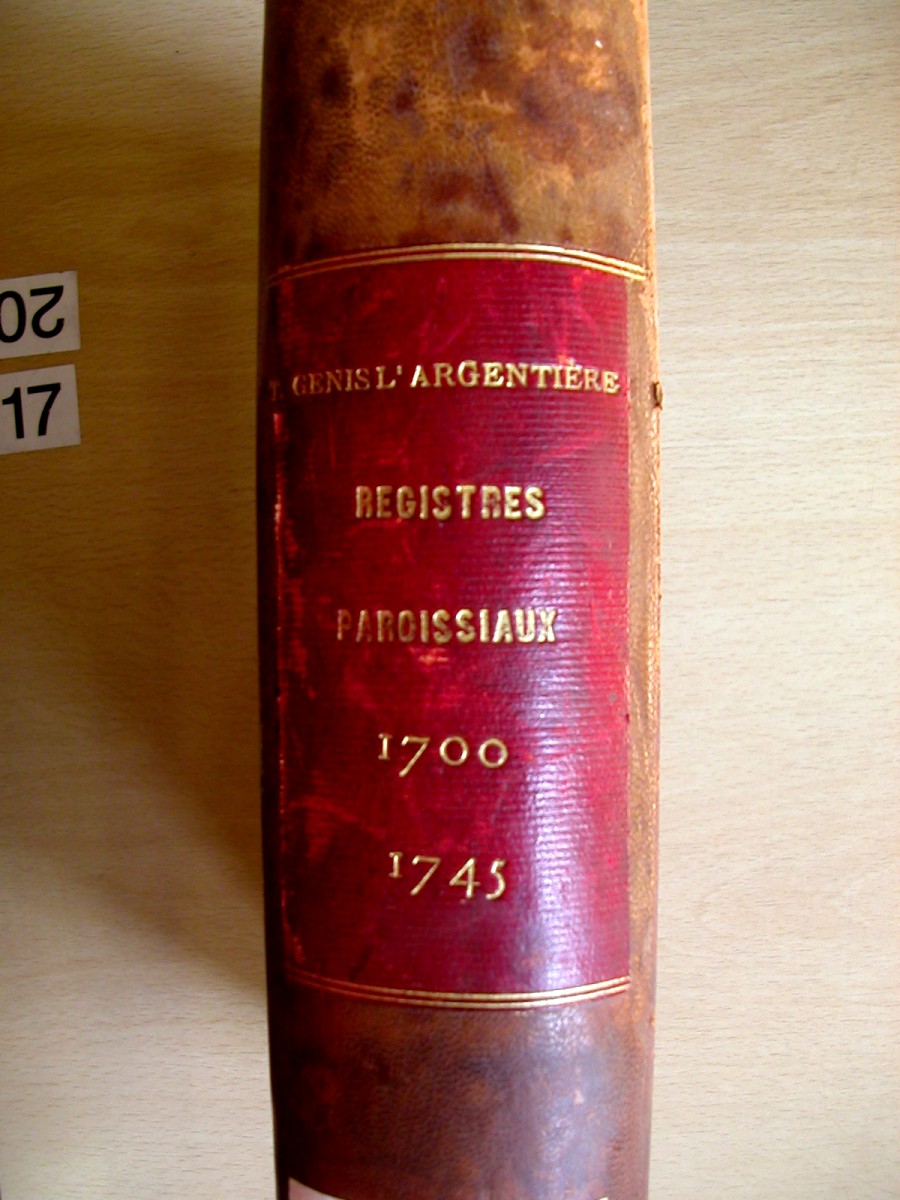 T. GENIS L'ARGENTIÈRE
REGISTRES
PAROISSIAUX
1700
1745
20
17